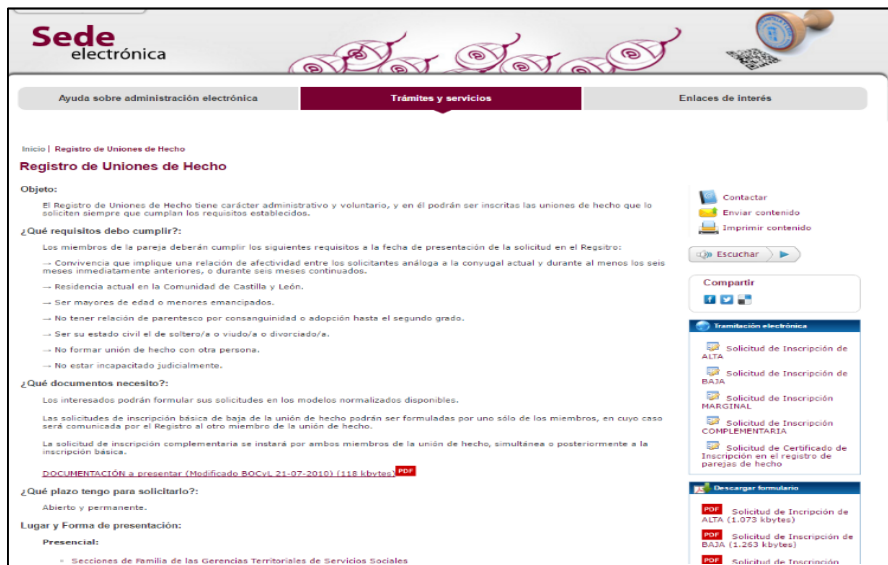 Sede
electrónica
Ayuda sobre administración electrónica
Trámites y servicios
Enlaces de interés
Inicio | Registro de Uniones de Hecho
Registro de Uniones de Hecho
Objeto:
El Registro de Uniones de Hecho tiene carácter administrativo y voluntario, y en él podrán ser inscritas las uniones de hecho que lo
soliciten siempre que cumplan los requisitos establecidos.
¿Qué requisitos debo cumplir?:
Los miembros de la pareja deberán cumplir los siguientes requisitos a la fecha de presentación de la solicitud en el Regsitro:
— Convivencia que implique una relación de afectividad entre los solicitantes análoga a la conyugal actual y durante al menos los seis
meses inmediatamente anteriores, o durante seis meses continuados.
— Residencia actual en la Comunidad de Castilla y León.
— Ser mayores de edad o menores emancipados.
— No tener relación de parentesco por consanguinidad o adopción hasta el segundo grado.
— Ser su estado civil el de soltero/a o viudo/a o divorciado/a.
— No formar unión de hecho con otra persona.
— No estar incapacitado judicialmente.
¿Qué documentos necesito?:
Los interesados podrán formular sus solicitudes en los modelos normalizados disponibles.
Las solicitudes de inscripción básica de baja de la unión de hecho podrán ser formuladas por uno sólo de los miembros, en cuyo caso
será comunicada por el Registro al otro miembro de la unión de hecho.
La solicitud de inscripción complementaria se instará por ambos miembros de la unión de hecho, simultánea o posteriormente a la
inscripción básica.
DOCUMENTACIÓN a presentar (Modificado BOCyL 21-07-2010) (118 kbytes) PDF
¿Qué plazo tengo para solicitarlo?:
Abierto y permanente.
Lugar y Forma de presentación:
Presencial:
Secciones de Familia de las Gerencias Territoriales de Servicios Sociales
Contactar
Enviar contenido
Imprimir contenido
Escuchar
Compartir
Tramitación electrónica
Solicitud de Inscripción de
ALTA
Solicitud de Inscripción de
BAJA
Solicitud de Inscripción
MARGINAL
Solicitud de Inscripción
COMPLEMENTARIA
Solicitud de Certificado de
Inscripción en el registro de
parejas de hecho
Descargar formulario
PDF Solicitud de Incripción de
ALTA (1.073 kbytes)
PDF Solicitud de Inscripción de
BAJA (1.263 kbytes)
PDF Solicitud de Inscripción